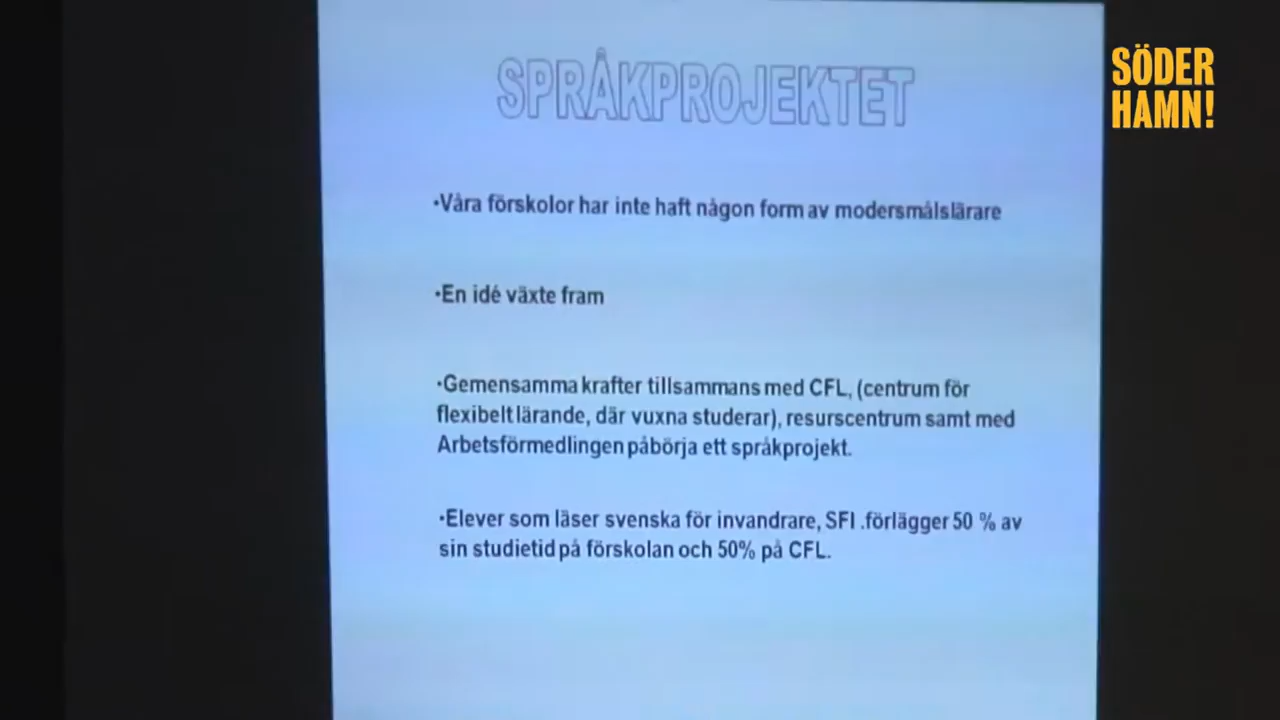 SPRÅKPROJEKTET
SÖDER
HAMN!
•Våra förskolor har inte haft någon form av modersmålslärare
•En idé växte fram
•Gemensamma krafter tillsammans med CFL, (centrum för
flexibelt lärande, där vuxna studerar), resurscentrum samt med
Arbetsförmedlingen påbörja ett språkprojekt.
•Elever som läser svenska för invandrare, SFI .förlägger 50 % av
sin studietid på förskolan och 50% på CFL.